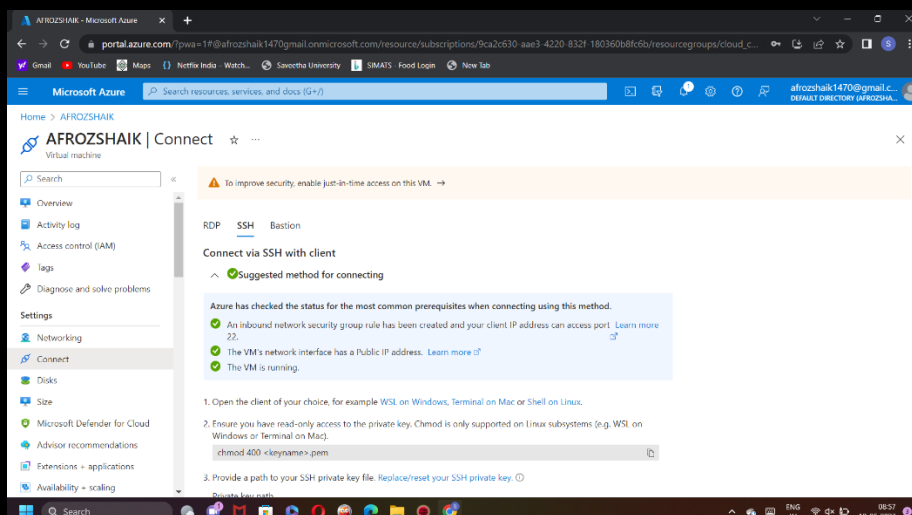 AFROZSHAIK - Microsoft Azure
portal.azure.com/?pwa=1#@afrozshaik1470gmail.onmicrosoft.com/resource/subscriptions/9ca2c630-aae3-4220-832f-180360b8fc6b/resourcegroups/cloud_c...
Gmail YouTube Maps Netflix India - Watch... Saveetha University SIMATS - Food Login New Tab
Microsoft Azure Search resources, services, and docs (G+/) 1 afrozshaik1470@gmail.c...
DEFAULT DIRECTORY (AFROZSHA...
Home > AFROZSHAIK
AFROZSHAIK | Connect
Virtual machine
Search
Overview
Activity log
Access control (IAM)
Tags
Diagnose and solve problems
Settings
Networking
Connect
Disks
Size
Microsoft Defender for Cloud
Advisor recommendations
Extensions + applications
Availability + scaling
To improve security, enable just-in-time access on this VM. →
RDP SSH Bastion
Connect via SSH with client
Suggested method for connecting
Azure has checked the status for the most common prerequisites when connecting using this method.
An inbound network security group rule has been created and your client IP address can access port Learn more
22.
The VM's network interface has a Public IP address. Learn more
The VM is running.
1. Open the client of your choice, for example WSL on Windows, Terminal on Mac or Shell on Linux.
2. Ensure you have read-only access to the private key. Chmod is only supported on Linux subsystems (e.g. WSL on
Windows or Terminal on Mac).
chmod 400 <keyname>.pem
3. Provide a path to your SSH private key file. Replace/reset your SSH private key.
Private key path
Search ENG 08:57